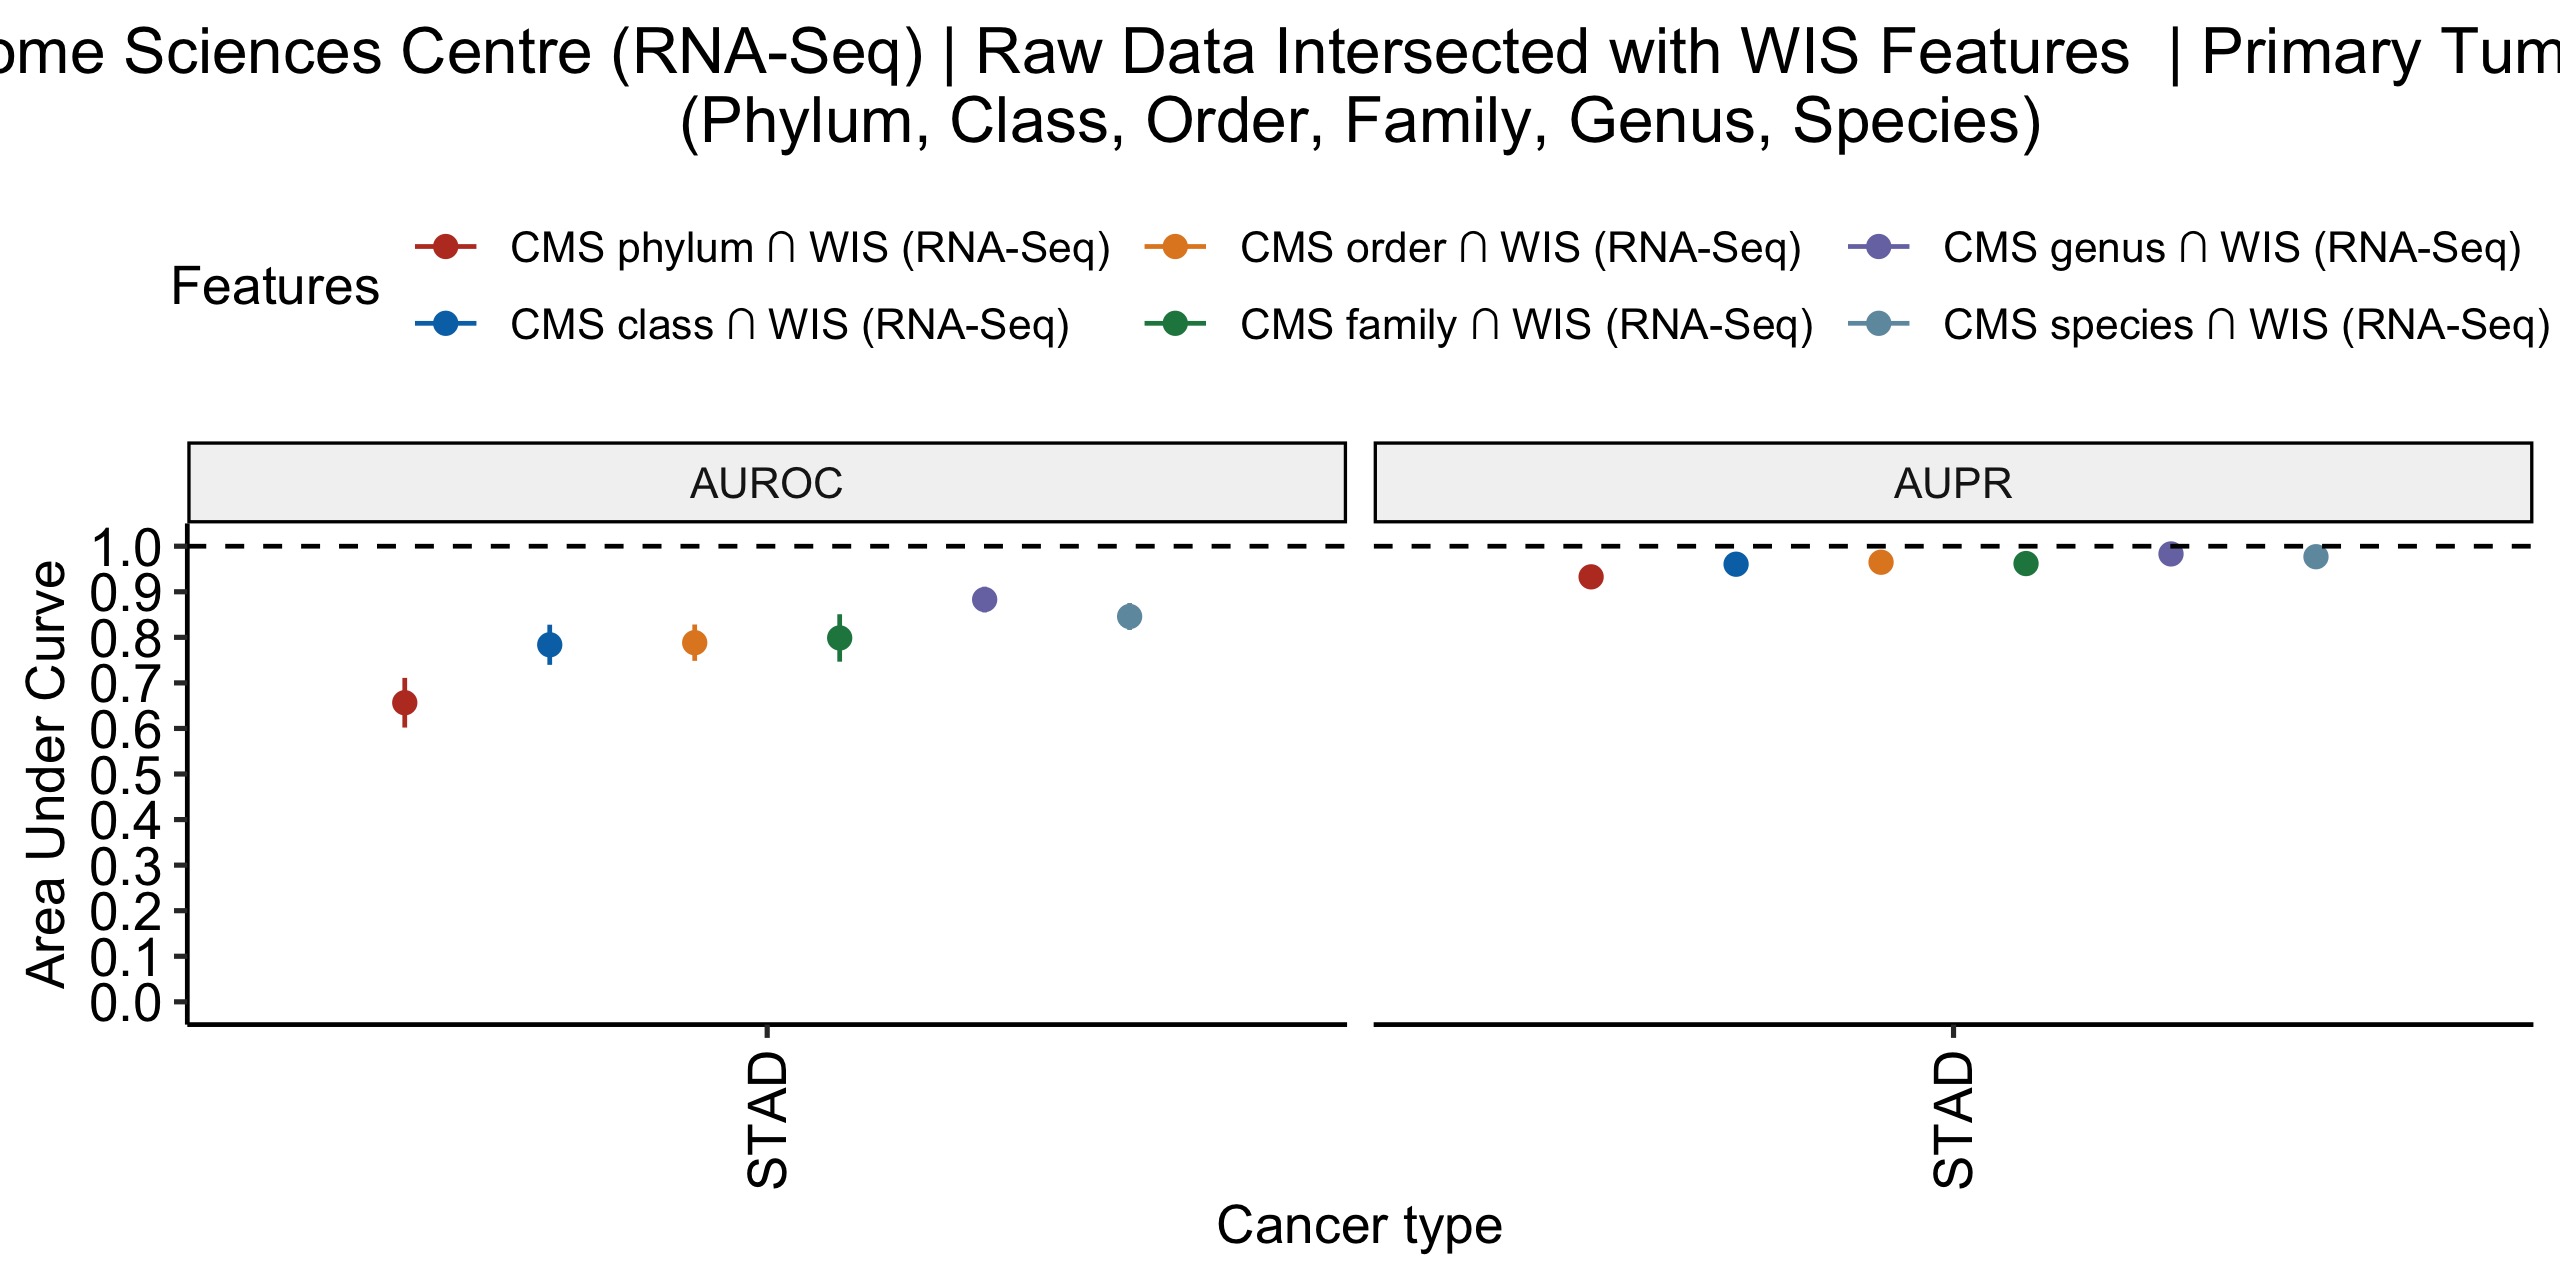 ome Sciences Centre (RNA-Seq) | Raw Data Intersected with WIS Features | Primary Tum
(Phylum, Class, Order, Family, Genus, Species)
Features
CMS phylum ∩ WIS (RNA-Seq)
CMS order ∩ WIS (RNA-Seq)
CMS genus ∩ WIS (RNA-Seq)
CMS class ∩ WIS (RNA-Seq)
CMS family ∩ WIS (RNA-Seq)
CMS species ∩ WIS (RNA-Seq)
AUROC
AUPR
Area Under Curve
1.0
0.9
0.8
0.7
0.6
0.5
0.4
0.3
0.2
0.1
0.0
STAD
STAD
Cancer type